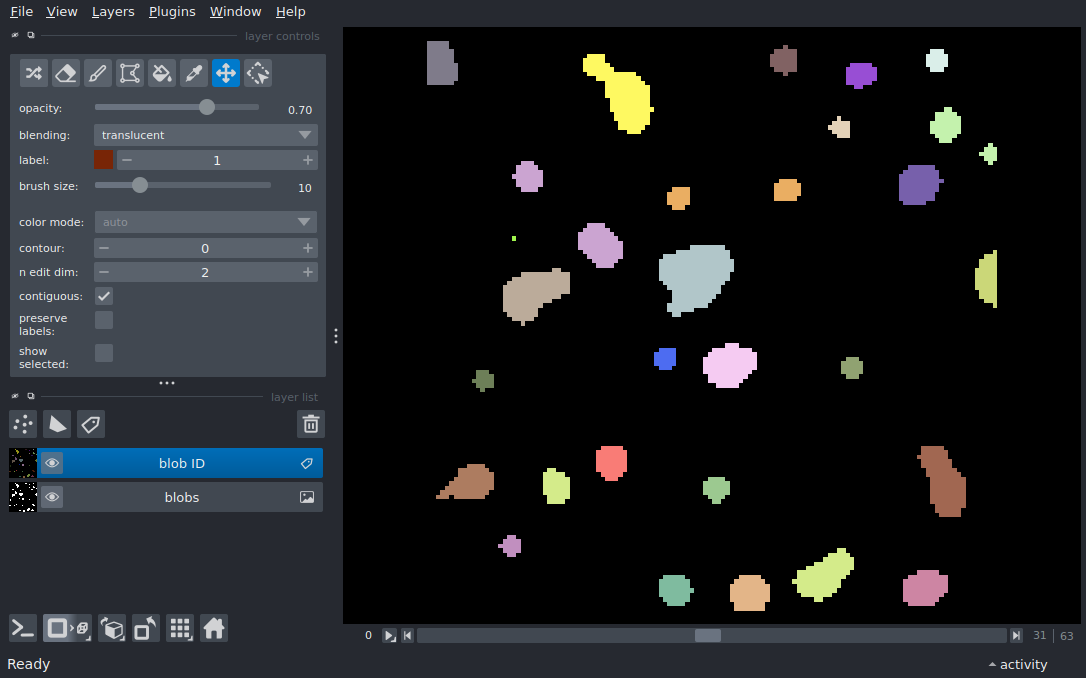 File View Layers Plugins Window Help
layer controls
opacity: 0.70
blending: translucent
label: 1
brush size: 10
color mode: auto
contour: 0
n edit dim: 2
contiguous:
preserve
labels:
show
selected:
layer list
blob ID
blobs
0 31 63
Ready activity